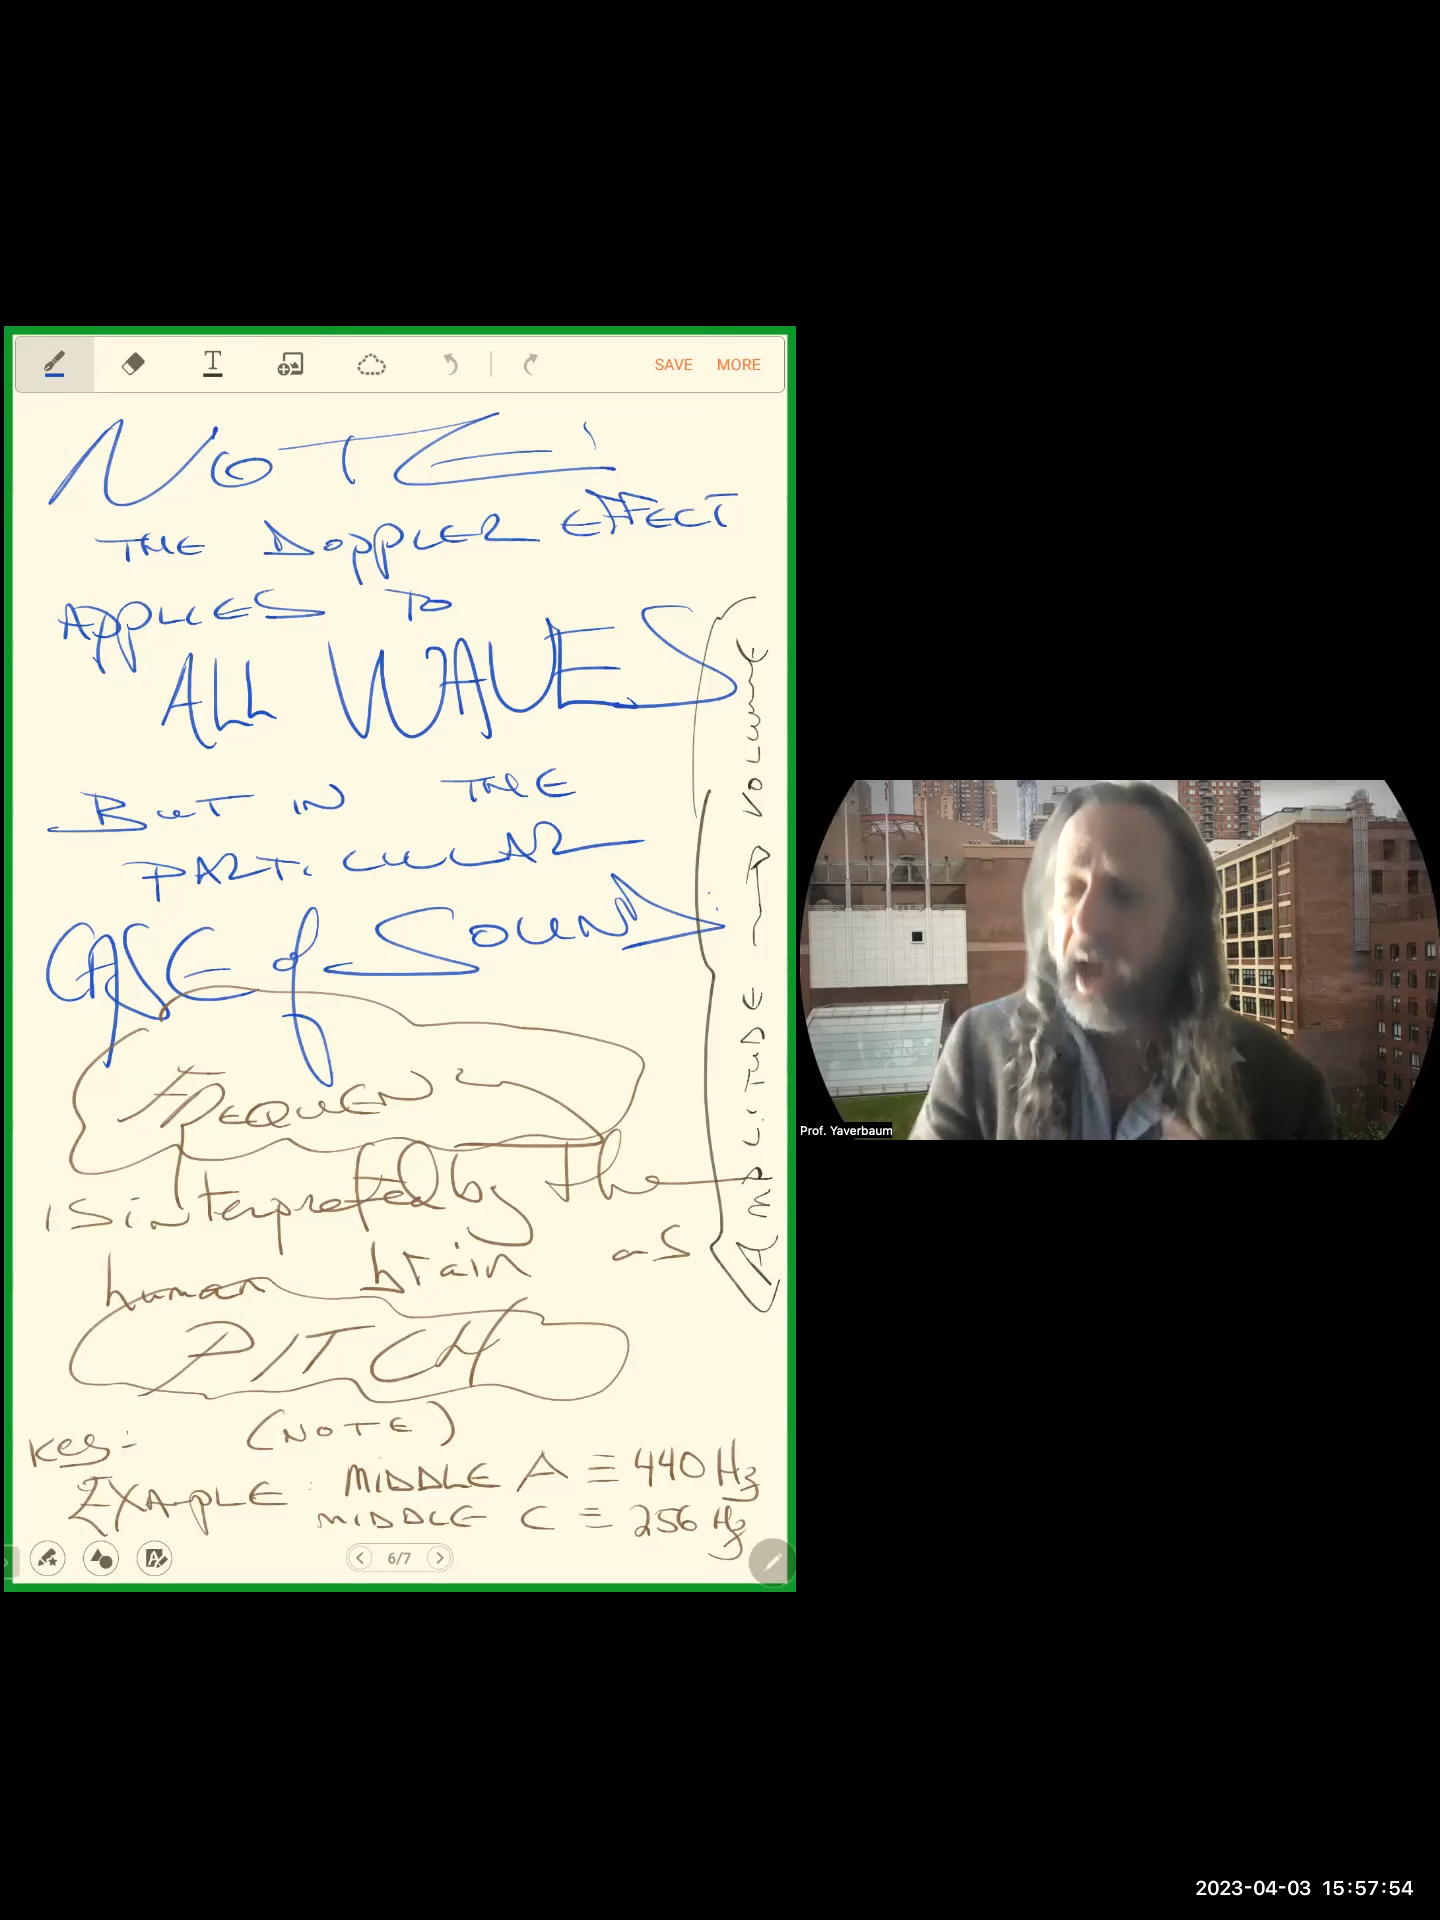 T
SAVE MORE
NOTE:
THE DOPPLER EFFECT
APPLIES TO
ALL WAVES
BUT IN THE
PARTICULAR
CASE of SOUND
FREQUENCY
is interpreted by the
human brain as
PITCH
(NOTE)
Key:
EXAMPLE: MIDDLE A ≡ 440 Hz
MIDDLE C ≡ 256 Hz
AMPLITUDE → VOLUME
6/7
Prof. Yaverbaum
2023-04-03 15:57:54